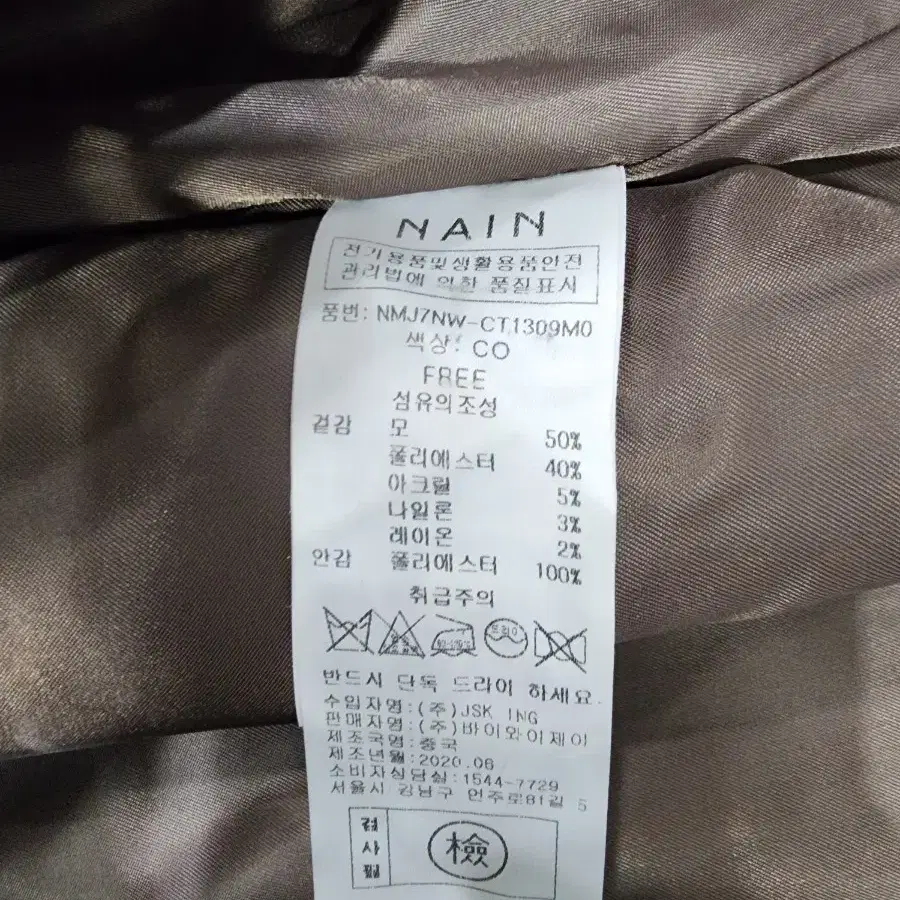 NAIN
전기용품및생활용품안전
관리법에 의한 품질표시
품번: NMJ7NW-CT1309M0
색상: CO
FREE
섬유의조성
겉감 모 50%
폴리에스터 40%
아크릴 5%
나일론 3%
레이온 2%
안감 폴리에스터 100%
취급주의
드라이
반드시 단독 드라이 하세요
수입자명:(주)JSK ING
판매자명:(주)바이와이제이
제조국명:중국
제조년월:2020.08
소비자상담실:1544-7729
서울시 강남구 언주로81길 5
검사필
檢